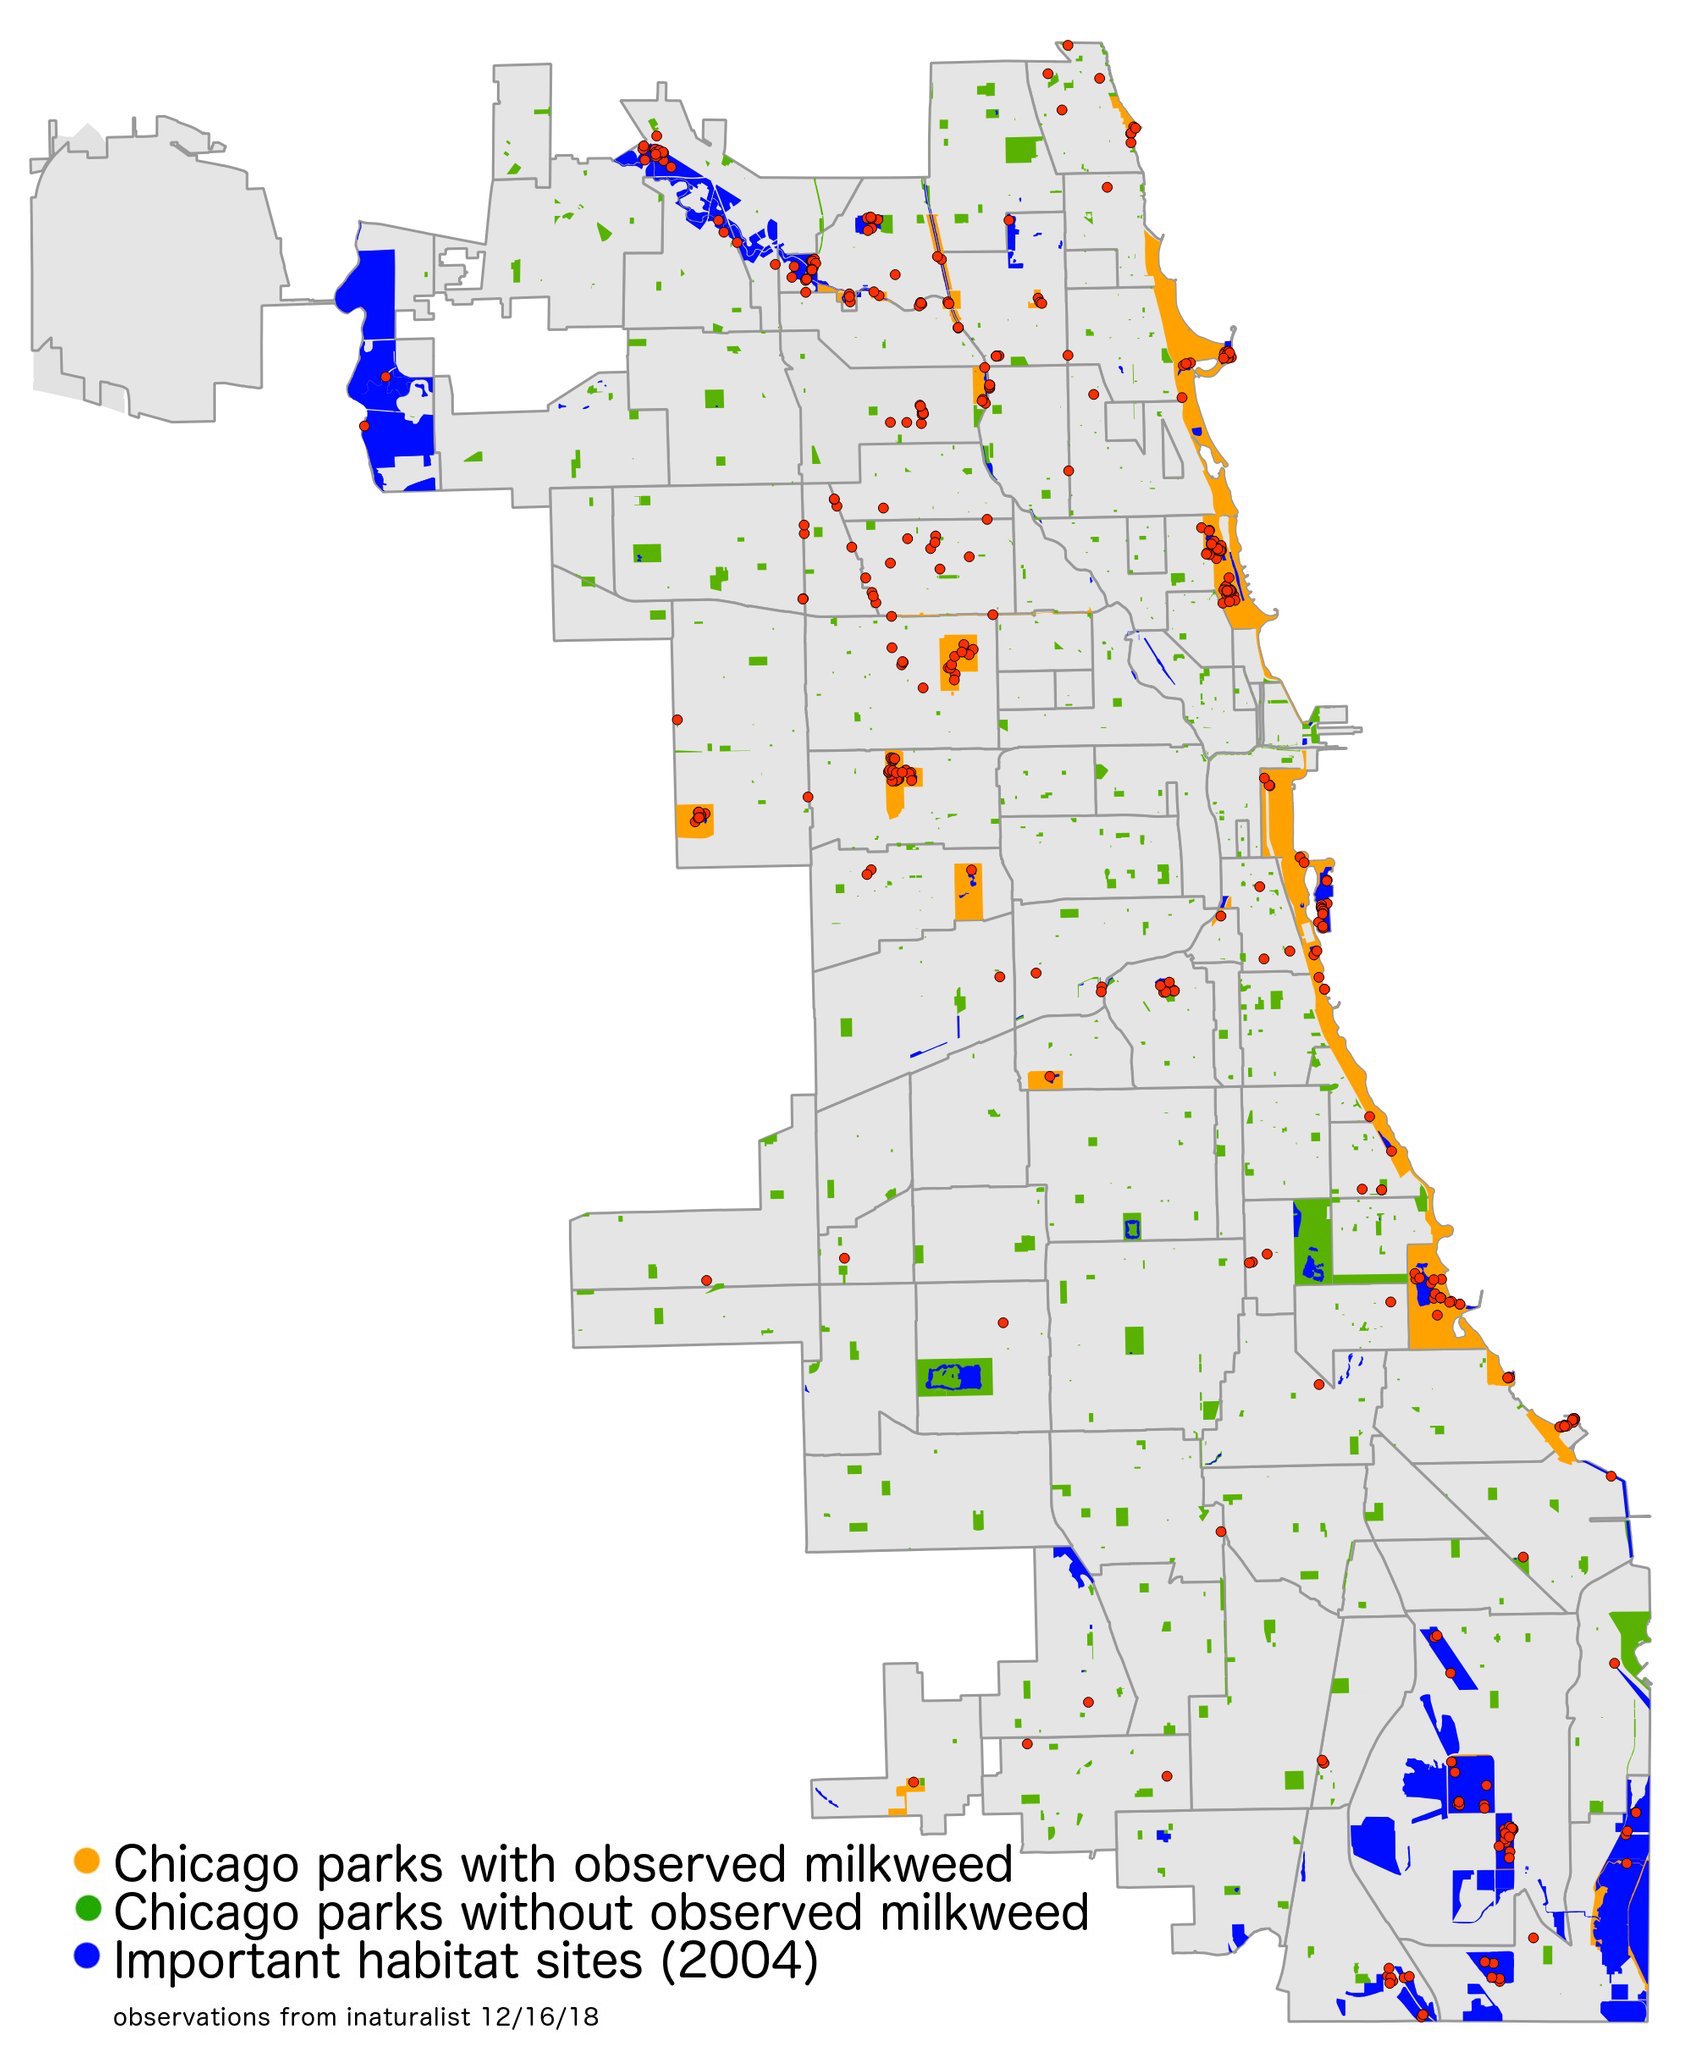 Chicago parks with observed milkweed
Chicago parks without observed milkweed
Important habitat sites (2004)
observations from inaturalist 12/16/18